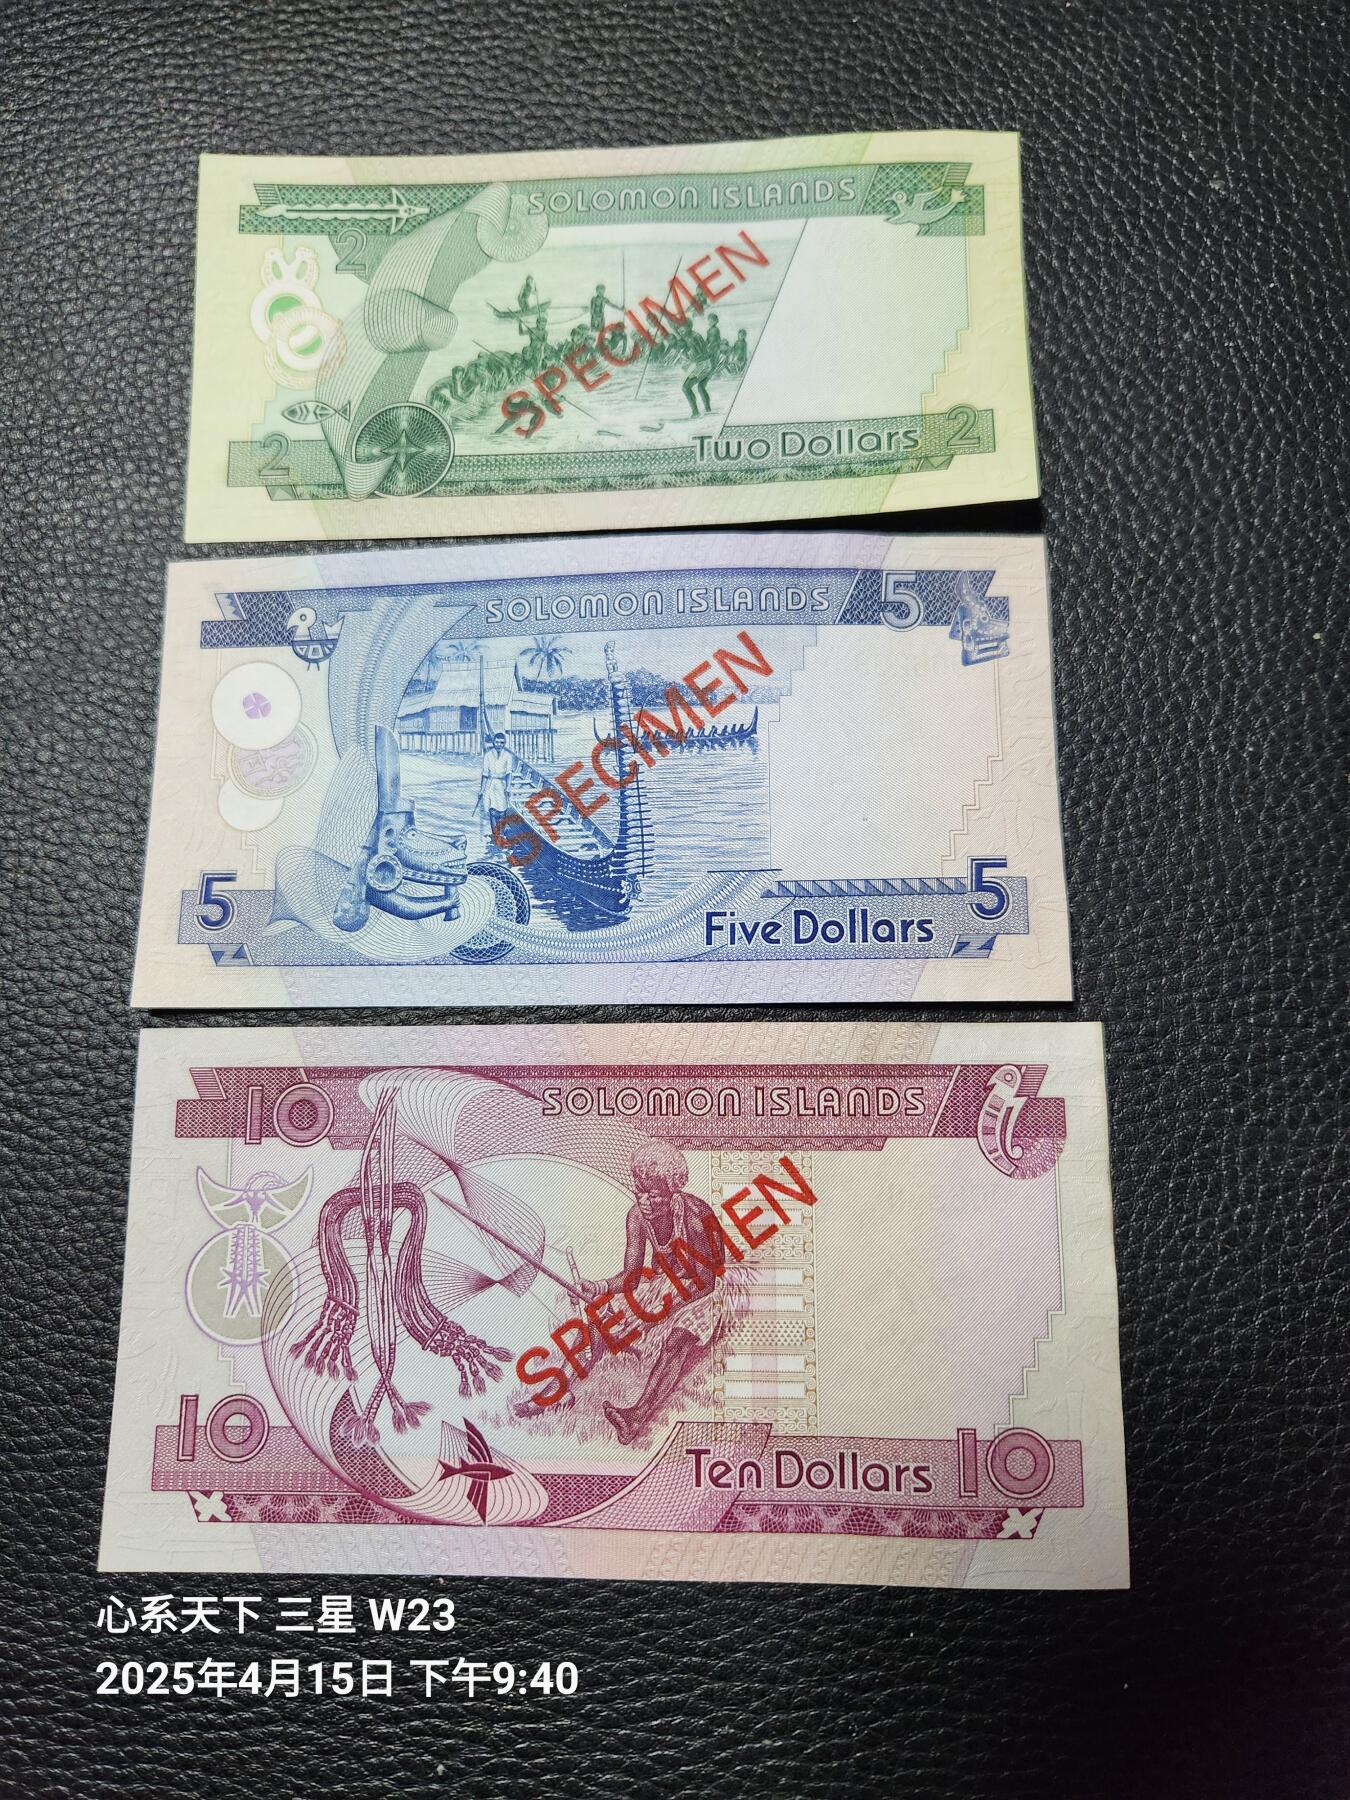 SOLOMON ISLANDS
2
SPECIMEN
Two Dollars
2
2
SOLOMON ISLANDS
5
SPECIMEN
5
Five Dollars
5
10
SOLOMON ISLANDS
SPECIMEN
10
Ten Dollars
10
心系天下 三星 W23
2025年4月15日 下午9:40